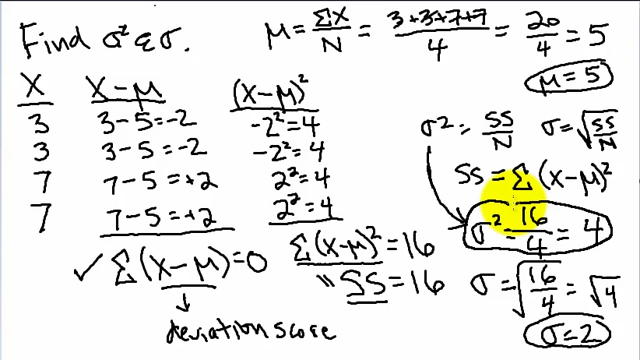 Find σ² & σ.
μ = ΣX/N = 3+3+7+7/4 = 20/4 = 5
μ = 5
X X-μ (X-μ)²
3 3-5=-2 -2²=4
3 3-5=-2 -2²=4
7 7-5=+2 2²=4
7 7-5=+2 2²=4
✓ Σ(X-μ)=0 Σ(X-μ)²=16
" SS=16
deviation score
σ² = SS/N σ = √SS/N
SS = Σ(X-μ)²
σ² = 16/4 = 4
σ = √16/4 = √4
σ=2